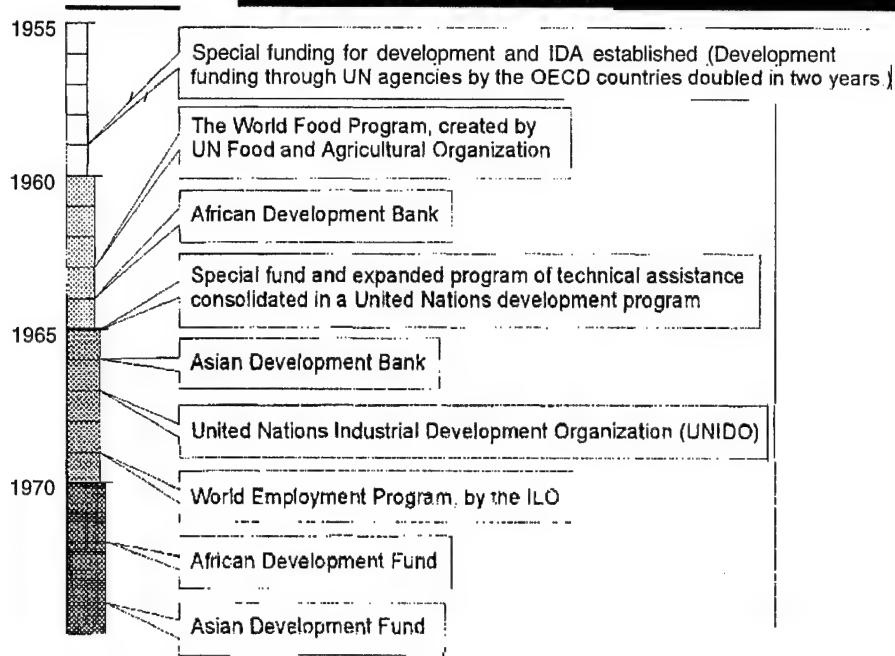 1955
Special funding for development and IDA established (Development
funding through UN agencies by the OECD countries doubled in two years.)
The World Food Program, created by
UN Food and Agricultural Organization
1960
African Development Bank
Special fund and expanded program of technical assistance
consolidated in a United Nations development program
1965
Asian Development Bank
United Nations Industrial Development Organization (UNIDO)
1970
World Employment Program, by the ILO
African Development Fund
Asian Development Fund